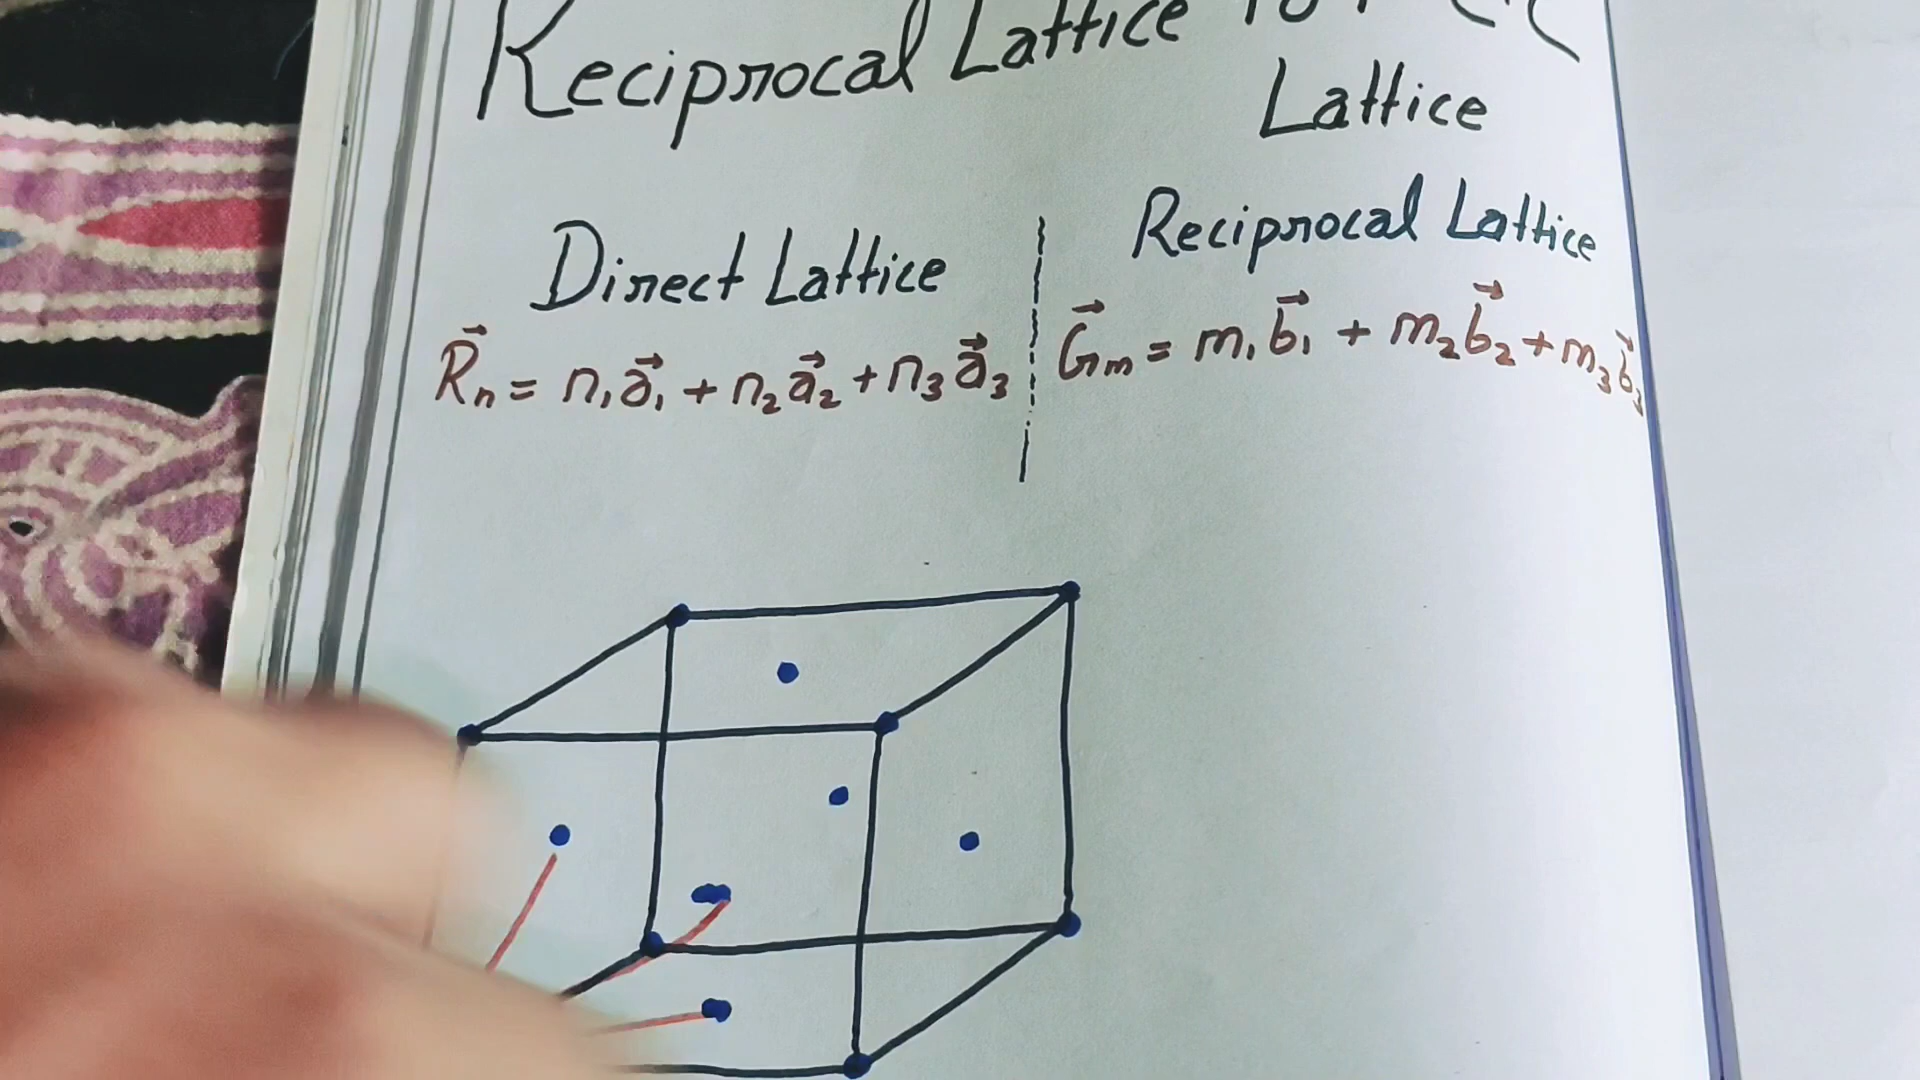 Reciprocal Lattice for
Lattice
Direct Lattice
R⃗n = n₁a⃗₁ + n₂a⃗₂ + n₃a⃗₃
Reciprocal Lattice
G⃗m = m₁b⃗₁ + m₂b⃗₂ + m₃b⃗₃